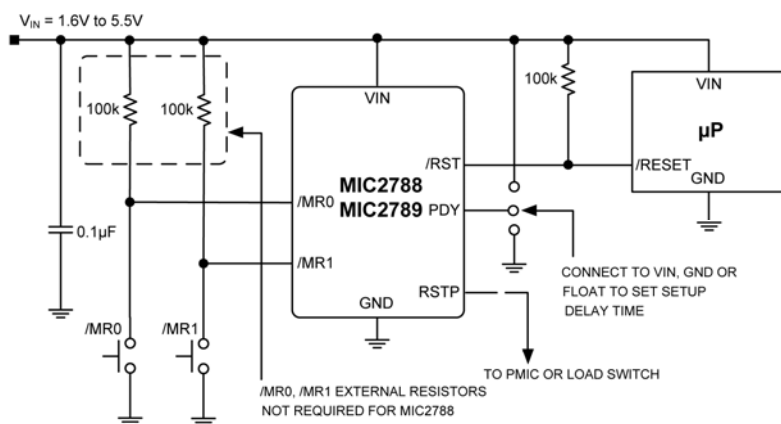 V_IN = 1.6V to 5.5V
100k
100k
VIN
100k
µP
/RST
/RESET
GND
MIC2788
MIC2789
/MR0
PDY
0.1µF
/MR1
CONNECT TO VIN, GND OR
FLOAT TO SET SETUP
DELAY TIME
RSTP
GND
/MR0
/MR1
TO PMIC OR LOAD SWITCH
/MR0, /MR1 EXTERNAL RESISTORS
NOT REQUIRED FOR MIC2788